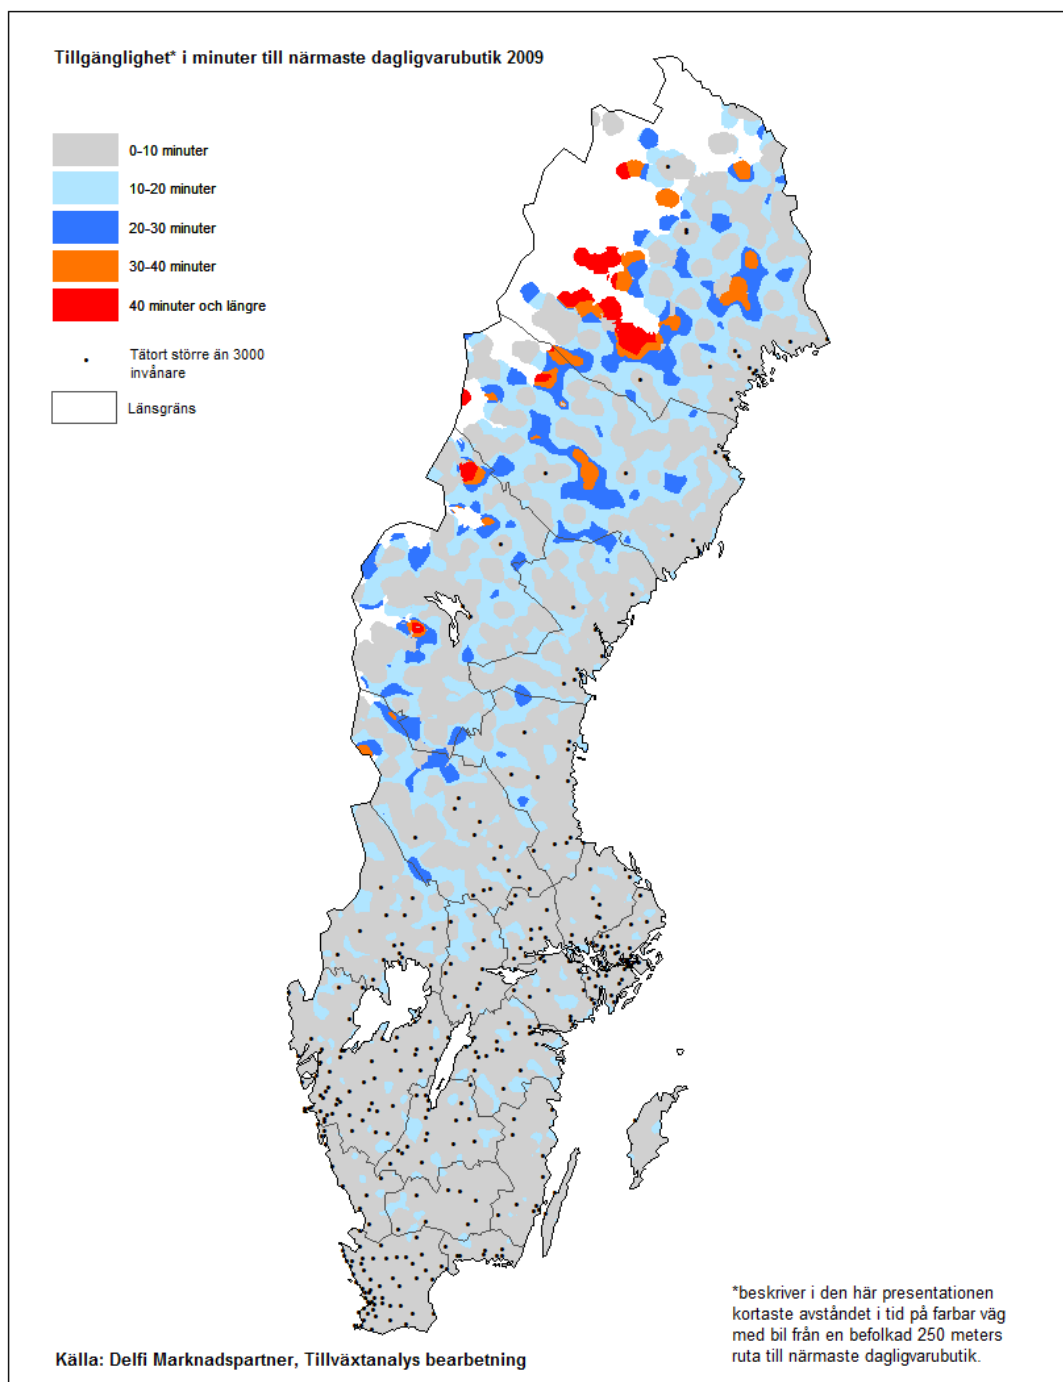 Tillgänglighet* i minuter till närmaste dagligvarubutik 2009
0-10 minuter
10-20 minuter
20-30 minuter
30-40 minuter
40 minuter och längre
Tätort större än 3000
invånare
Länsgräns
*beskriver i den här presentationen
kortaste avståndet i tid på farbar väg
med bil från en befolkad 250 meters
ruta till närmaste dagligvarubutik.
Källa: Delfi Marknadspartner, Tillväxtanalys bearbetning